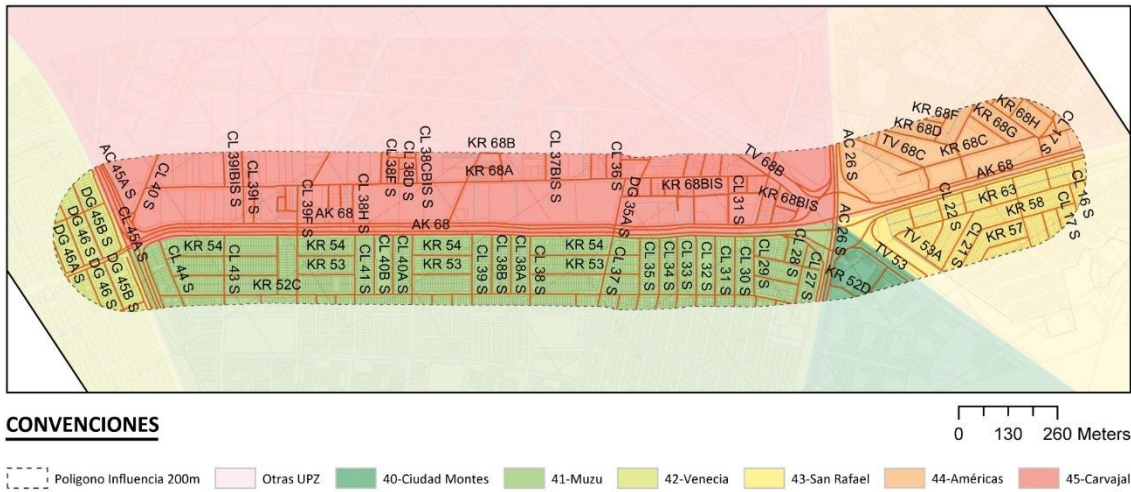 KR 68F
KR 68H
KR 68D
KR 68G
CL 17 S
TV 68C
KR 68C
AC 26 S
AK 68
CL 39IBIS S
CL 38CBIS S
KR 68B
CL 37BIS S
CL 36 S
TV 68B
AC 45A S
CL 40 S
CL 39I S
CL 38E S
CL 38D S
KR 68A
DG 35A S
KR 68BIS
CL 31 S
KR 68BIS
CL 39F S
AK 68
CL 38H S
AK 68
CL 45A S
KR 63
CL 16 S
KR 58
CL 22 S
CL 17 S
KR 57
CL 21 S
TV 53A
TV 53
AC 26 S
DG 45B S
DG 46 S
DG 46A S
DG 46 S
DG 45B S
KR 54
KR 54
KR 54
KR 54
CL 44 S
CL 43 S
KR 53
CL 41 S
CL 40B S
CL 40A S
KR 53
CL 39 S
CL 38B S
CL 38A S
CL 38 S
KR 53
CL 37 S
CL 35 S
CL 34 S
CL 33 S
CL 32 S
CL 31 S
CL 30 S
CL 29 S
CL 28 S
CL 27 S
KR 52D
KR 52C
CONVENCIONES
0 130 260 Meters
Poligono Influencia 200m
Otras UPZ
40-Ciudad Montes
41-Muzu
42-Venecia
43-San Rafael
44-Américas
45-Carvajal